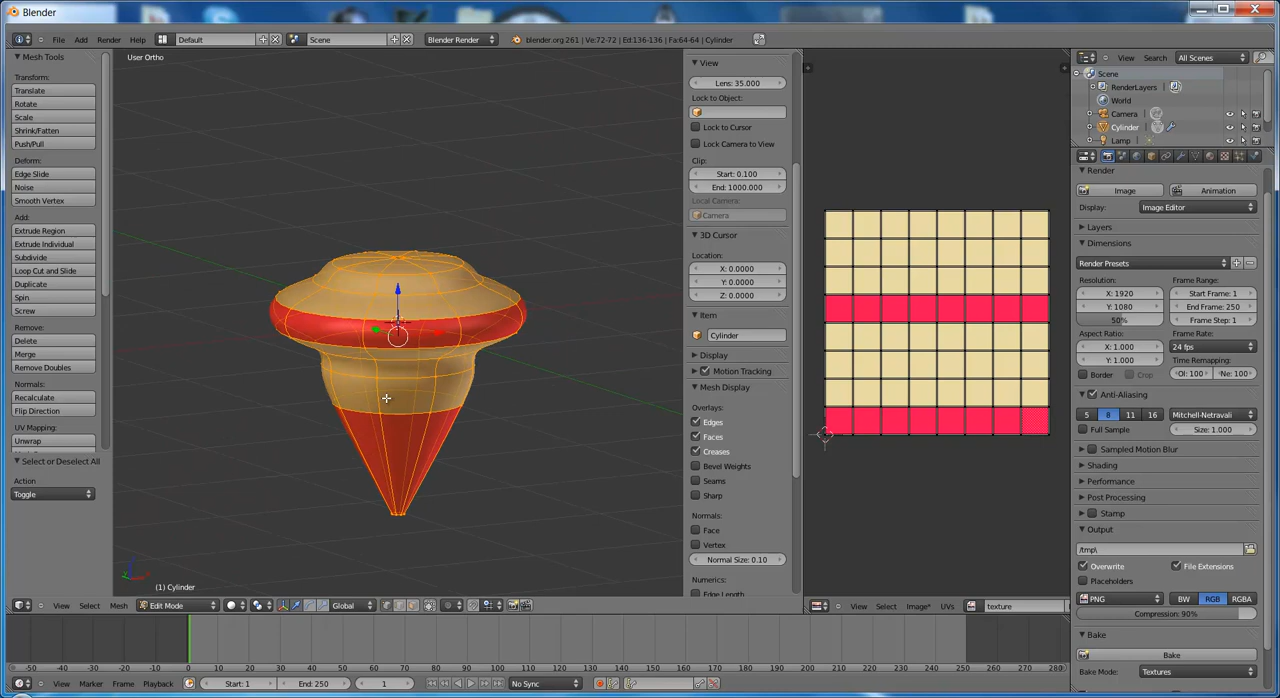 Blender
File Add Render Help Default Scene Blender Render blender.org 261 | Ve:72-72 | Ed:136-136 | Fa:64-64 | Cylinder
Mesh Tools
Transform:
Translate
Rotate
Scale
Shrink/Fatten
Push/Pull
Deform:
Edge Slide
Noise
Smooth Vertex
Add:
Extrude Region
Extrude Individual
Subdivide
Loop Cut and Slide
Duplicate
Spin
Screw
Remove:
Delete
Merge
Remove Doubles
Normals:
Recalculate
Flip Direction
UV Mapping:
Unwrap
Select or Deselect All
Action
Toggle
User Ortho
(1) Cylinder
View
Lens: 35.000
Lock to Object:
Lock to Cursor
Lock Camera to View
Clip:
Start: 0.100
End: 1000.000
Local Camera:
Camera
3D Cursor
Location:
X: 0.0000
Y: 0.0000
Z: 0.0000
Item
Cylinder
Display
Motion Tracking
Mesh Display
Overlays:
Edges
Faces
Creases
Bevel Weights
Seams
Sharp
Normals:
Face
Vertex
Normal Size: 0.10
Numerics:
Edge Length
View Select Mesh Edit Mode Global
View Select Image* UVs texture
View Search All Scenes
Scene
RenderLayers
World
Camera
Cylinder
Lamp
Render
Image Animation
Display: Image Editor
Layers
Dimensions
Render Presets
Resolution: Frame Range:
X: 1920 Start Frame: 1
Y: 1080 End Frame: 250
50% Frame Step: 1
Aspect Ratio: Frame Rate:
X: 1.000 24 fps
Y: 1.000 Time Remapping:
Border Crop Ol: 100 Ne: 100
Anti-Aliasing
5 8 11 16 Mitchell-Netravali
Full Sample Size: 1.000
Sampled Motion Blur
Shading
Performance
Post Processing
Stamp
Output
/tmp\
Overwrite File Extensions
PNG BW RGB RGBA
Compression: 90%
Bake
Bake
Bake Mode: Textures
-50 -40 -30 -20 -10 0 10 20 30 40 50 60 70 80 90 100 110 120 130 140 150 160 170 180 190 200 210 220 230 240 250 260 270 280
View Marker Frame Playback Start: 1 End: 250 1 No Sync